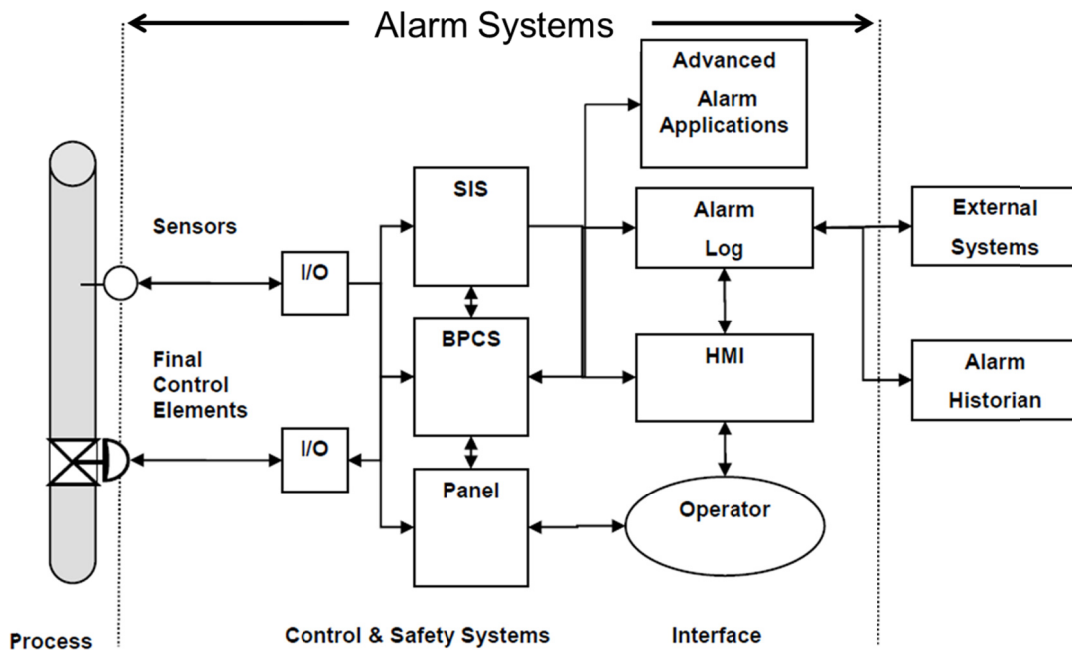 Alarm Systems
Advanced
Alarm
Applications
SIS
Alarm
Log
External
Systems
Sensors
I/O
BPCS
HMI
Final
Control
Elements
Alarm
Historian
I/O
Panel
Operator
Process
Control & Safety Systems
Interface